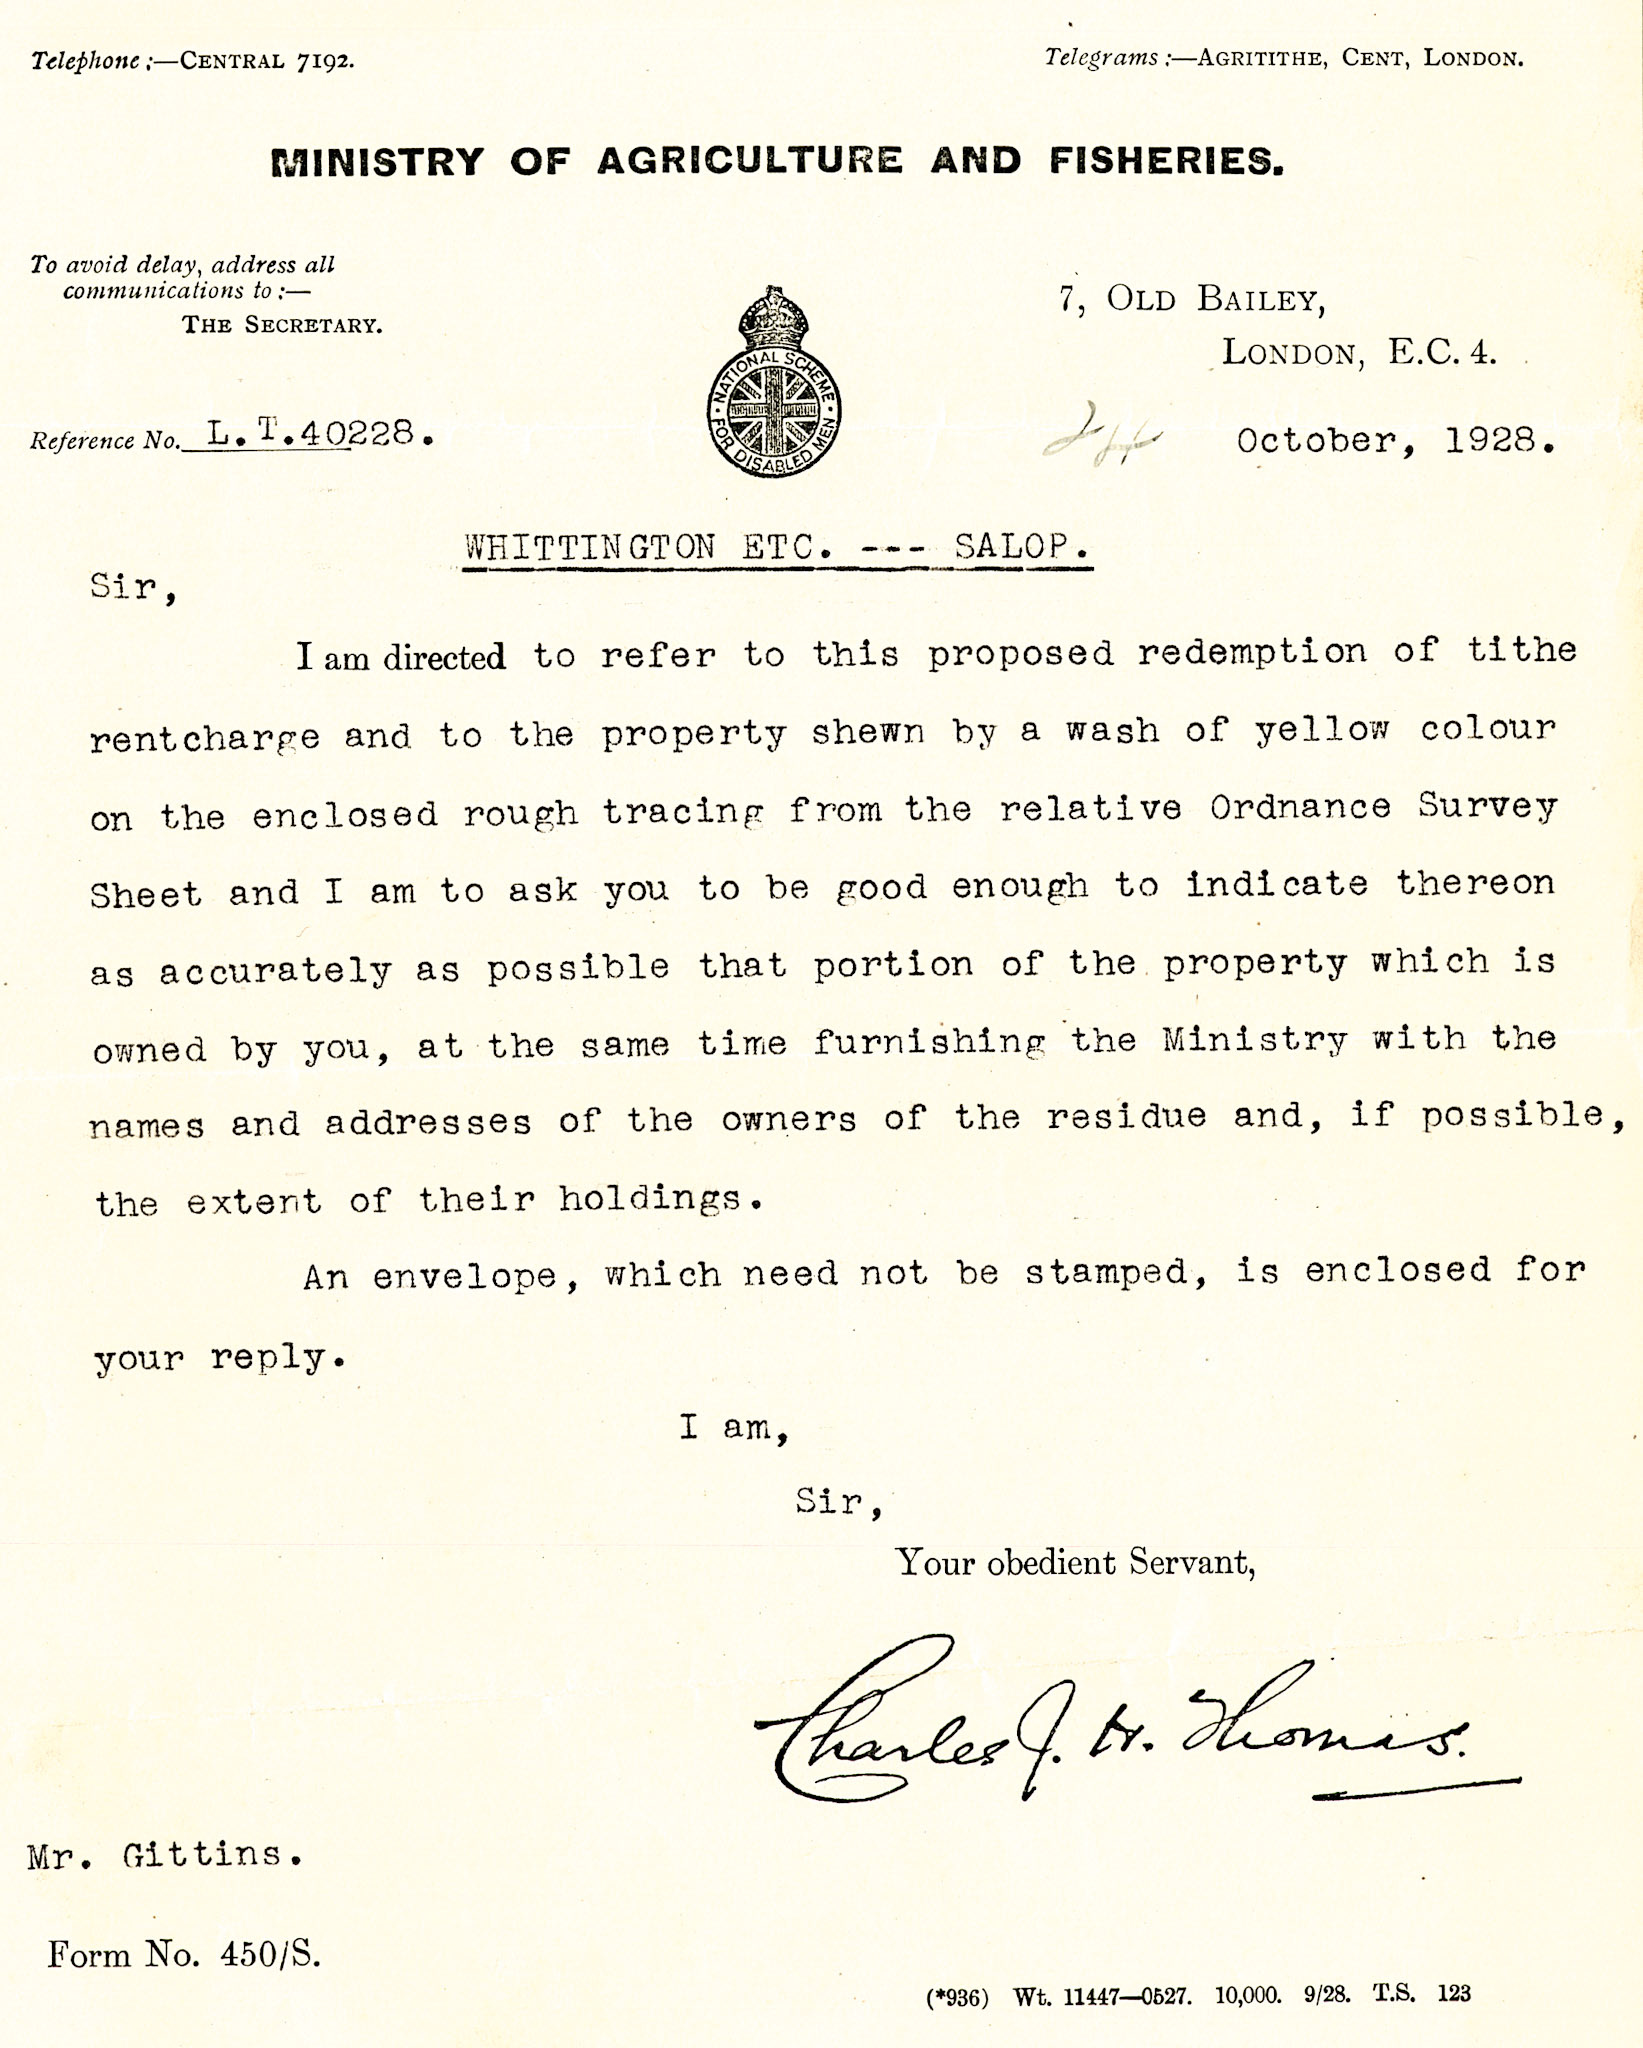 Telephone :—CENTRAL 7192.
Telegrams :—AGRITITHE, CENT, LONDON.
MINISTRY OF AGRICULTURE AND FISHERIES.
To avoid delay, address all
communications to :—
THE SECRETARY.
7, OLD BAILEY,
LONDON, E.C. 4.
NATIONAL SCHEME
FOR DISABLED MEN
Reference No. L.T.40228.
24 October, 1928.
WHITTINGTON ETC. --- SALOP.
Sir,
I am directed to refer to this proposed redemption of tithe
rentcharge and to the property shewn by a wash of yellow colour
on the enclosed rough tracing from the relative Ordnance Survey
Sheet and I am to ask you to be good enough to indicate thereon
as accurately as possible that portion of the property which is
owned by you, at the same time furnishing the Ministry with the
names and addresses of the owners of the residue and, if possible,
the extent of their holdings.
An envelope, which need not be stamped, is enclosed for
your reply.
I am,
Sir,
Your obedient Servant,
Charles J. H. Thomas.
Mr. Gittins.
Form No. 450/S.
(*936) Wt. 11447—0527. 10,000. 9/28. T.S. 123